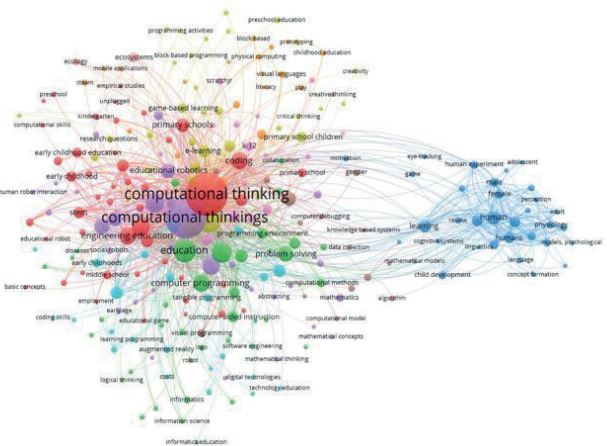 preschool education
programming activities
block-based
prototyping
ecosystems
block-based programming
childhood education
ecology
physical computing
mobile applications
visual languages
creativity
steam
scratchjr
empirical studies
literacy
play
preschool
creative thinking
unplugged
game-based learning
kindergarten
critical thinking
computational skills
primary schools
research questions
primary school children
k-12
early childhood education
e-learning
coding
collaboration
motivation
eye-tracking
adolescent
human experiment
educational robotics
primary school
gender
game
early childhood
male
human robot interaction
computational thinking
female
perception
adult
computational thinkings
computer debugging
review
human
learning
physiology
engineering education
programming environment
knowledge based systems
educational robot
cognitive systems
humans
models, psychological
diseases
social robots
education
data collection
linguistics
problem solving
early childhoods
mathematical models
language
middle school
child development
concept formation
basic concepts
computer programming
computational methods
employment
tangible programming
abstracting
mathematics
algorithm
early age
coding skills
educational game
computer aided instruction
computational model
visual programming
learning programming
mathematical concepts
logo
software engineering
augmented reality
robot
mathematical thinking
logical thinking
costs
digital technologies
technology education
informatics
information science
informatics education